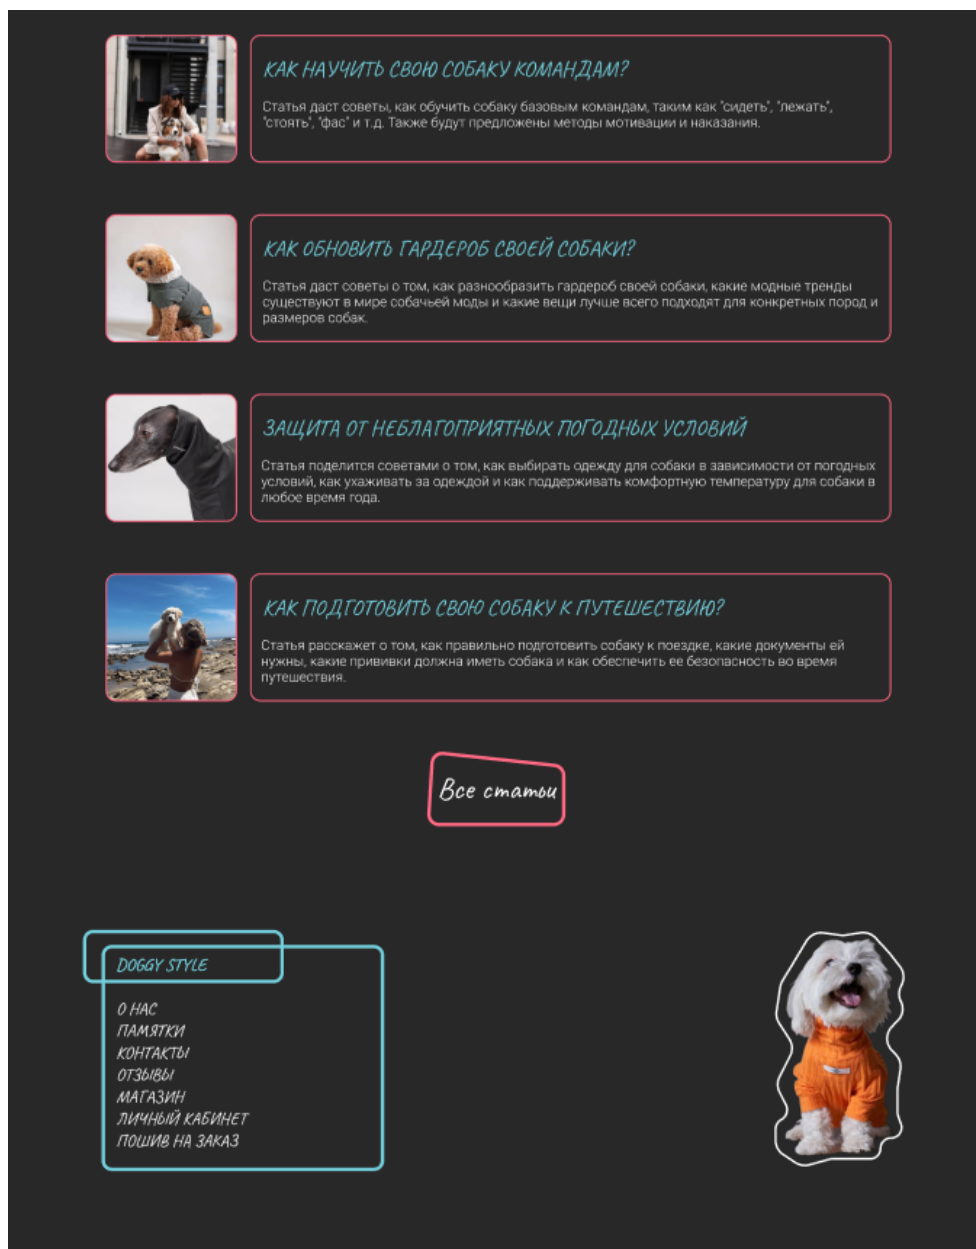 КАК НАУЧИТЬ СВОЮ СОБАКУ КОМАНДАМ?
Статья даст советы, как обучить собаку базовым командам, таким как "сидеть", "лежать",
"стоять", "фас" и т.д. Также будут предложены методы мотивации и наказания.
КАК ОБНОВИТЬ ГАРДЕРОБ СВОЕЙ СОБАКИ?
Статья даст советы о том, как разнообразить гардероб своей собаки, какие модные тренды
существуют в мире собачьей моды и какие вещи лучше всего подходят для конкретных пород и
размеров собак.
ЗАЩИТА ОТ НЕБЛАГОПРИЯТНЫХ ПОГОДНЫХ УСЛОВИЙ
Статья поделится советами о том, как выбирать одежду для собаки в зависимости от погодных
условий, как ухаживать за одеждой и как поддерживать комфортную температуру для собаки в
любое время года.
КАК ПОДГОТОВИТЬ СВОЮ СОБАКУ К ПУТЕШЕСТВИЮ?
Статья расскажет о том, как правильно подготовить собаку к поездке, какие документы ей
нужны, какие прививки должна иметь собака и как обеспечить ее безопасность во время
путешествия.
Все статьи
DOGGY STYLE
О НАС
ПАМЯТКИ
КОНТАКТЫ
ОТЗЫВЫ
МАГАЗИН
ЛИЧНЫЙ КАБИНЕТ
ПОШИВ НА ЗАКАЗ